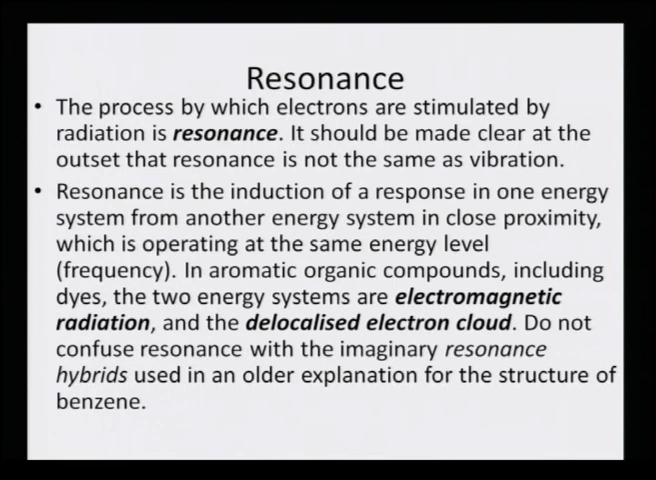 Resonance
• The process by which electrons are stimulated by
radiation is resonance. It should be made clear at the
outset that resonance is not the same as vibration.
• Resonance is the induction of a response in one energy
system from another energy system in close proximity,
which is operating at the same energy level
(frequency). In aromatic organic compounds, including
dyes, the two energy systems are electromagnetic
radiation, and the delocalised electron cloud. Do not
confuse resonance with the imaginary resonance
hybrids used in an older explanation for the structure of
benzene.